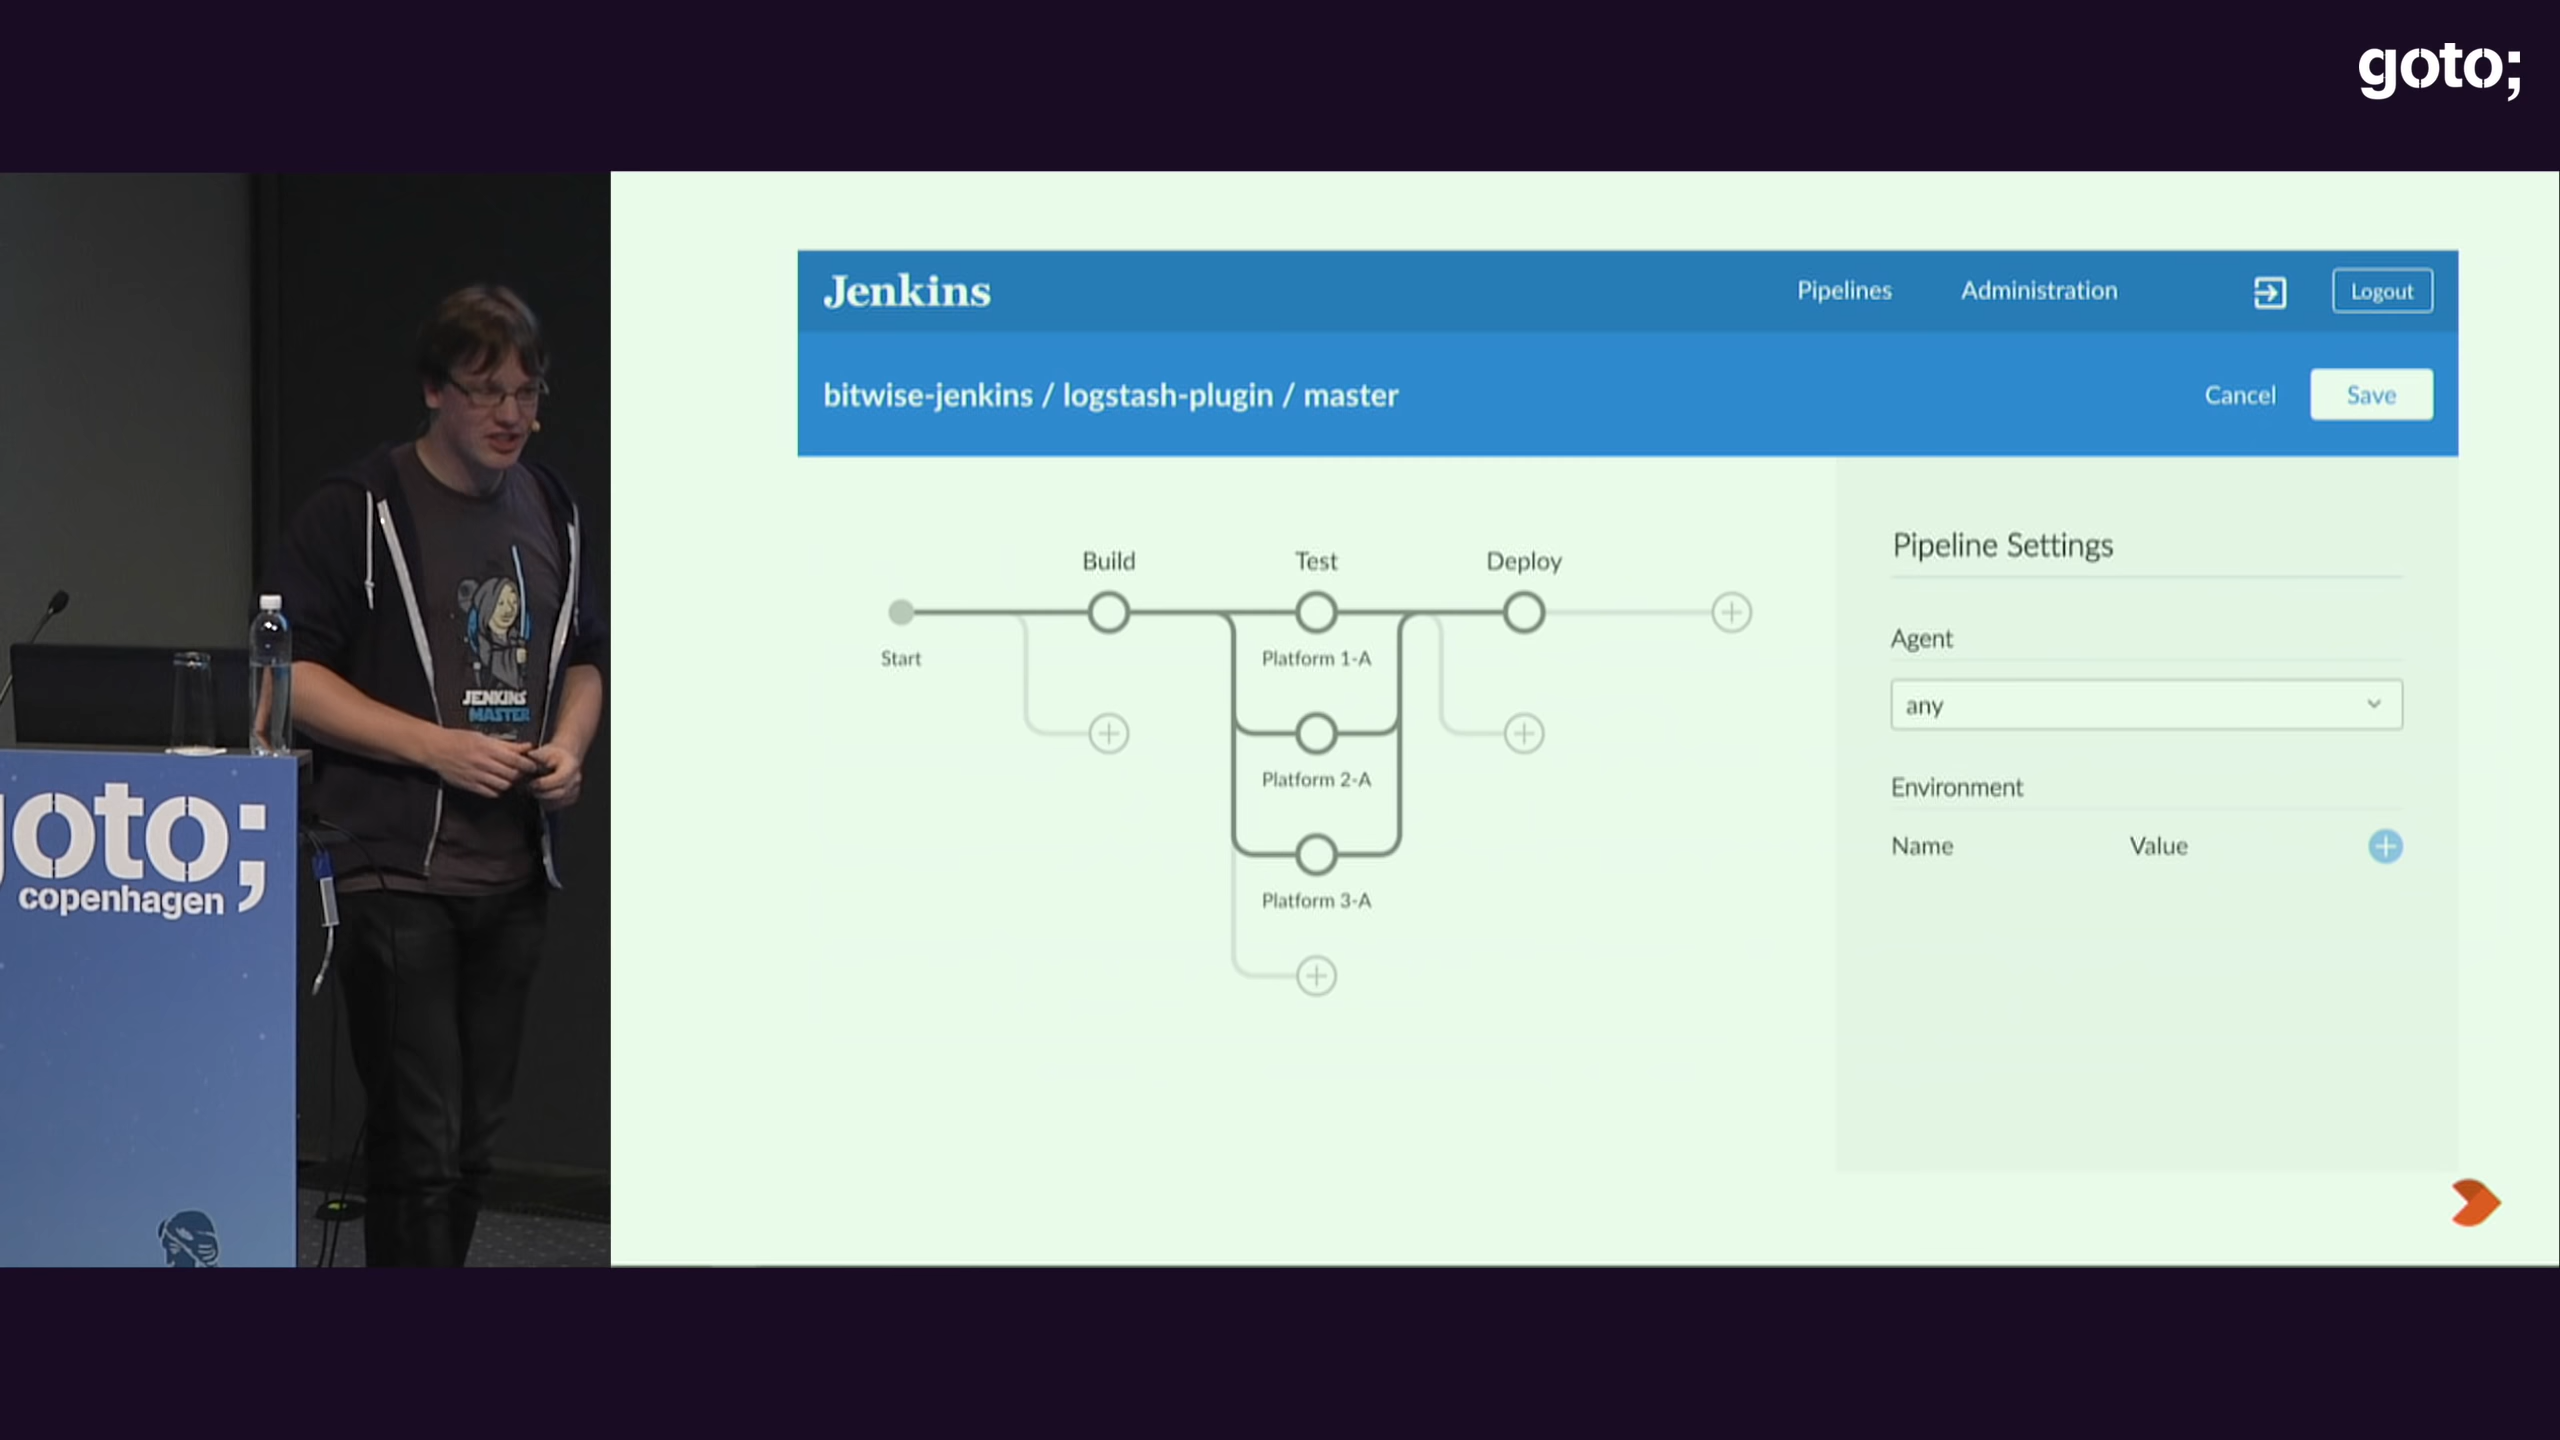 goto;
Jenkins
Pipelines
Administration
Logout
bitwise-jenkins / logstash-plugin / master
Cancel
Save
Build
Test
Deploy
Start
Platform 1-A
Platform 2-A
Platform 3-A
Pipeline Settings
Agent
any
Environment
Name
Value
JENKINS
MASTER
goto;
copenhagen